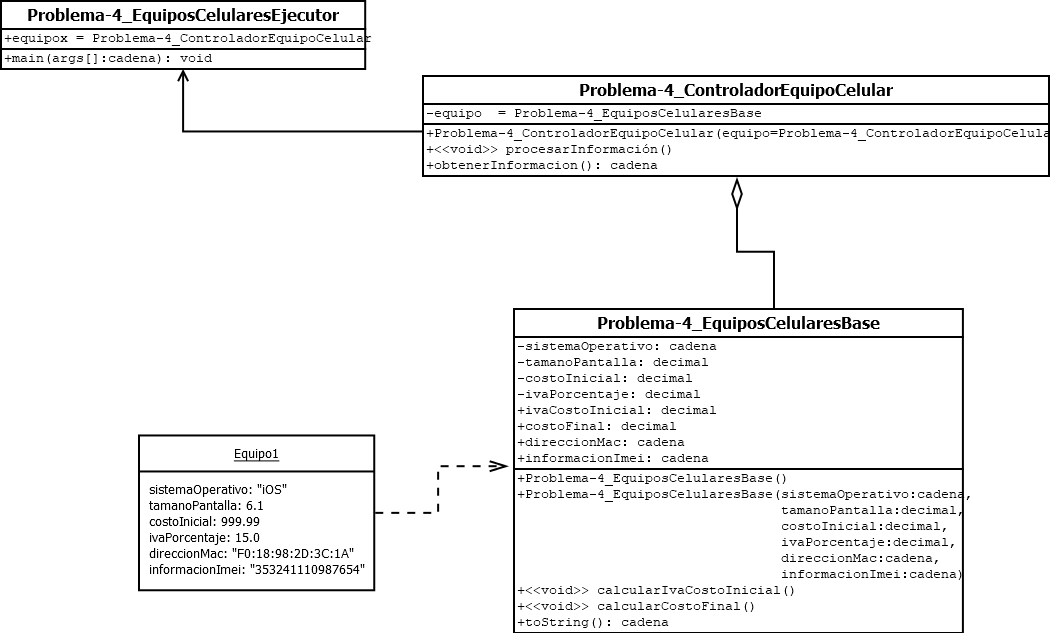 Problema-4_EquiposCelularesEjecutor
+equipox = Problema-4_ControladorEquipoCelular
+main(args[]:cadena): void
Problema-4_ControladorEquipoCelular
-equipo  = Problema-4_EquiposCelularesBase
+Problema-4_ControladorEquipoCelular(equipo=Problema-4_ControladorEquipoCelula
+<<void>> procesarInformación()
+obtenerInformacion(): cadena
Problema-4_EquiposCelularesBase
-sistemaOperativo: cadena
-tamanoPantalla: decimal
-costoInicial: decimal
-ivaPorcentaje: decimal
+ivaCostoInicial: decimal
+costoFinal: decimal
+direccionMac: cadena
+informacionImei: cadena
+Problema-4_EquiposCelularesBase()
+Problema-4_EquiposCelularesBase(sistemaOperativo:cadena,
tamanoPantalla:decimal,
costoInicial:decimal,
ivaPorcentaje:decimal,
direccionMac:cadena,
informacionImei:cadena)
+<<void>> calcularIvaCostoInicial()
+<<void>> calcularCostoFinal()
+toString(): cadena
Equipo1
sistemaOperativo: "iOS"
tamanoPantalla: 6.1
costoInicial: 999.99
ivaPorcentaje: 15.0
direccionMac: "F0:18:98:2D:3C:1A"
informacionImei: "353241110987654"